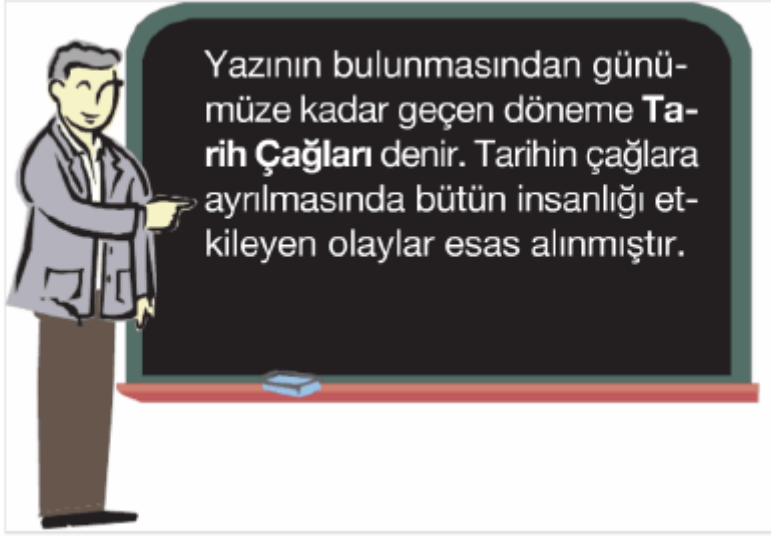 Yazının bulunmasından günü-
müze kadar geçen döneme Ta-
rih Çağları denir. Tarihin çağlara
ayrılmasında bütün insanlığı et-
kileyen olaylar esas alınmıştır.